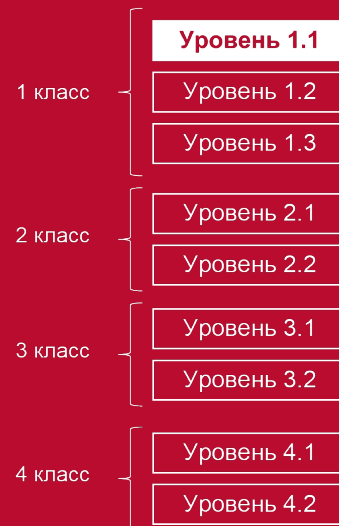 Уровень 1.1
1 класс
Уровень 1.2
Уровень 1.3
2 класс
Уровень 2.1
Уровень 2.2
3 класс
Уровень 3.1
Уровень 3.2
4 класс
Уровень 4.1
Уровень 4.2